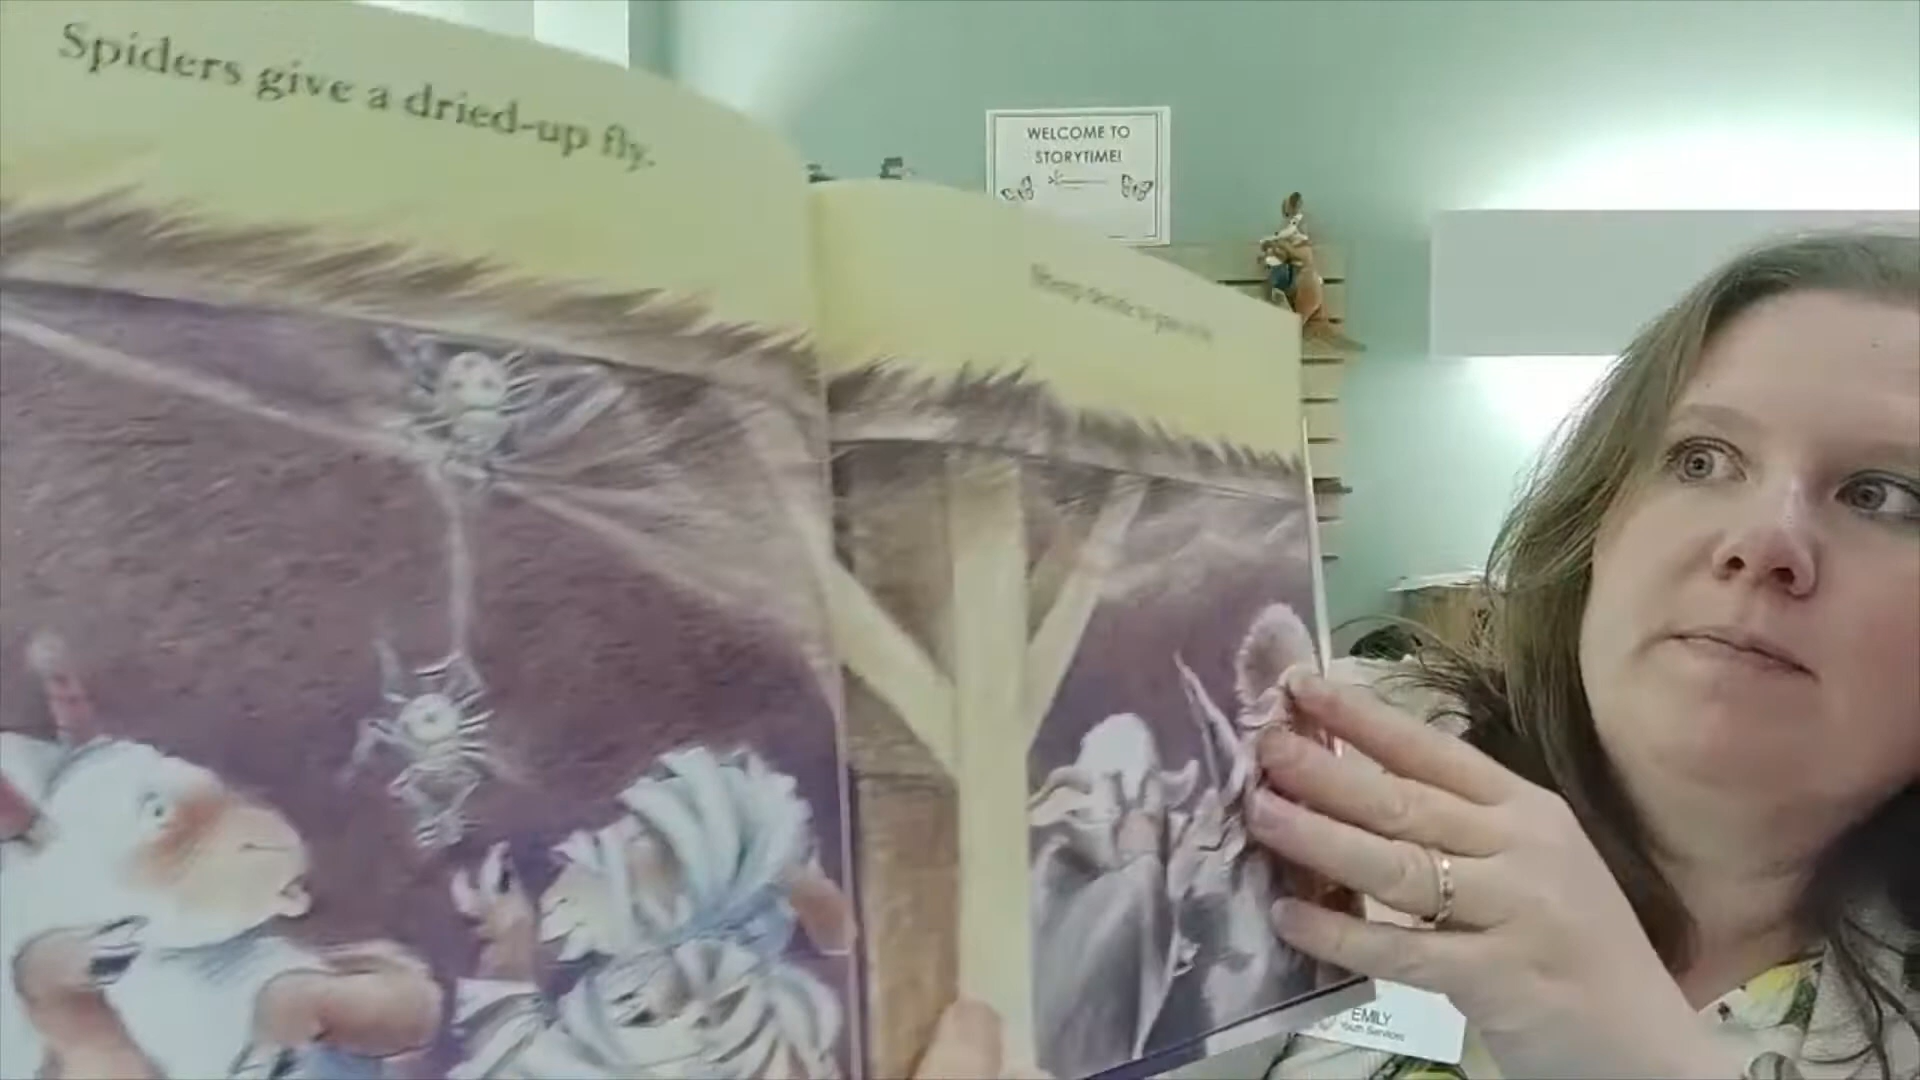 Spiders give a dried-up fly.
WELCOME TO
STORYTIME!
EMILY
Youth Services